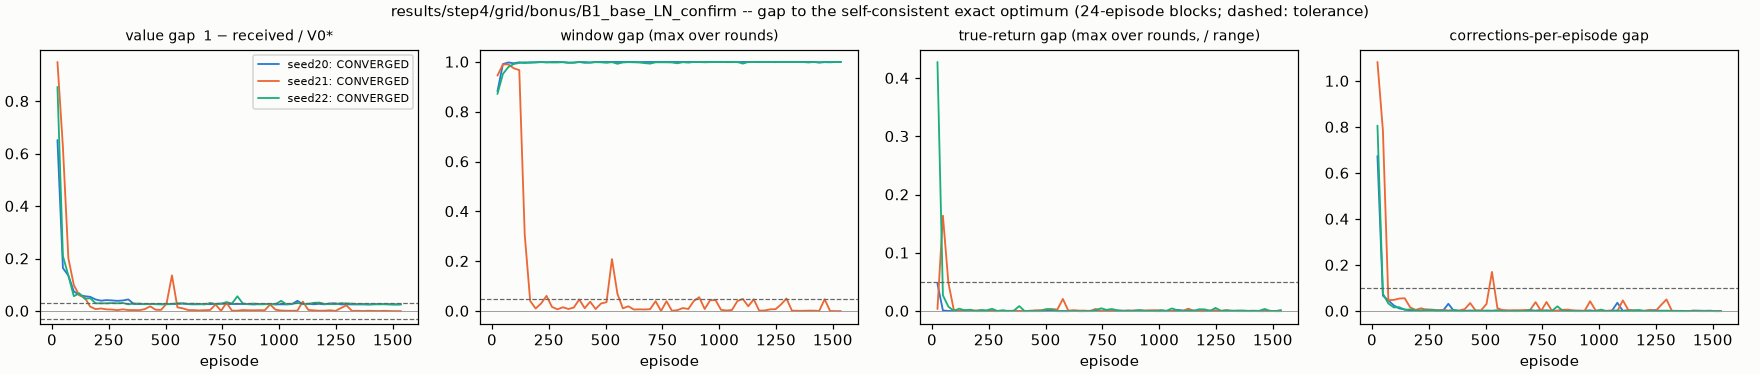 results/step4/grid/bonus/B1_base_LN_confirm -- gap to the self-consistent exact optimum (24-episode blocks; dashed: tolerance)
value gap  1 − received / V0*
0.8
0.6
0.4
0.2
0.0
seed20: CONVERGED
seed21: CONVERGED
seed22: CONVERGED
0 250 500 750 1000 1250 1500
episode
window gap (max over rounds)
1.0
0.8
0.6
0.4
0.2
0.0
0 250 500 750 1000 1250 1500
episode
true-return gap (max over rounds, / range)
0.4
0.3
0.2
0.1
0.0
0 250 500 750 1000 1250 1500
episode
corrections-per-episode gap
1.0
0.8
0.6
0.4
0.2
0.0
0 250 500 750 1000 1250 1500
episode